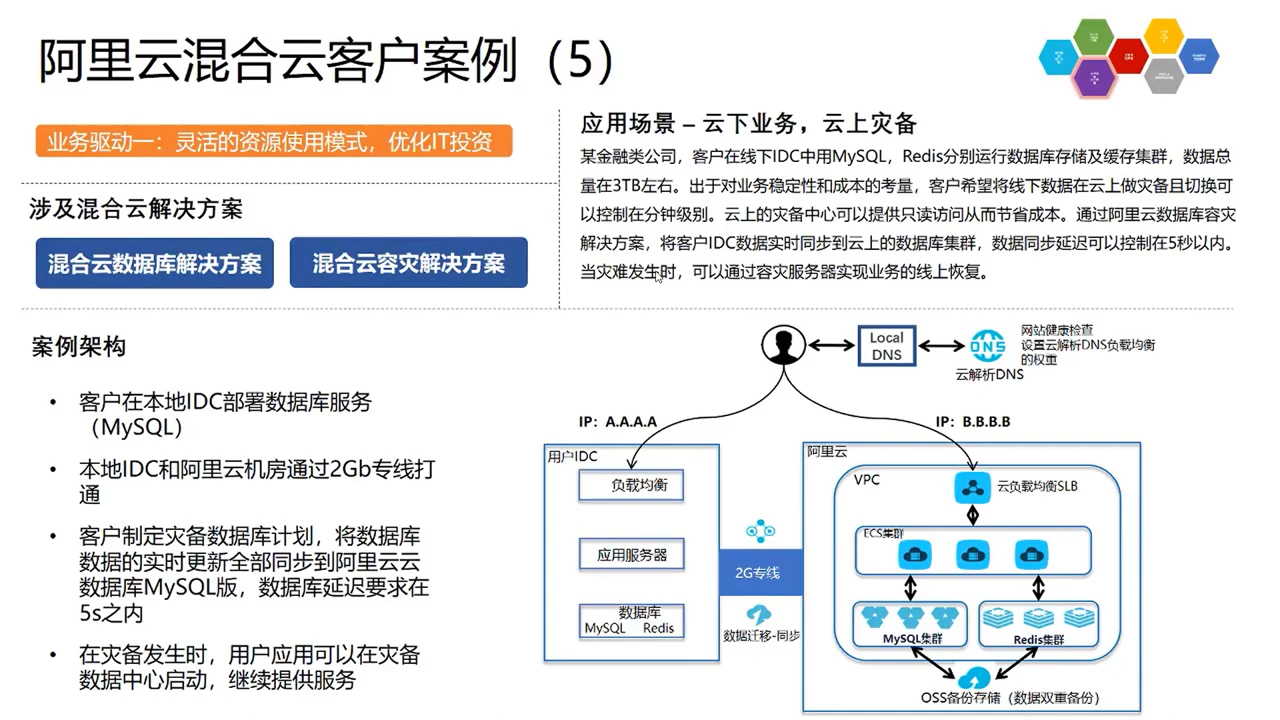 阿里云混合云客户案例（5）
业务驱动一：灵活的资源使用模式，优化IT投资
涉及混合云解决方案
混合云数据库解决方案
混合云容灾解决方案
应用场景 – 云下业务，云上灾备
某金融类公司，客户在线下IDC中用MySQL，Redis分别运行数据库存储及缓存集群，数据总
量在3TB左右。出于对业务稳定性和成本的考量，客户希望将线下数据在云上做灾备且切换可
以控制在分钟级别。云上的灾备中心可以提供只读访问从而节省成本。通过阿里云数据库容灾
解决方案，将客户IDC数据实时同步到云上的数据库集群，数据同步延迟可以控制在5秒以内。
当灾难发生时，可以通过容灾服务器实现业务的线上恢复。
案例架构
• 客户在本地IDC部署数据库服务
（MySQL）
• 本地IDC和阿里云机房通过2Gb专线打
通
• 客户制定灾备数据库计划，将数据库
数据的实时更新全部同步到阿里云云
数据库MySQL版，数据库延迟要求在
5s之内
• 在灾备发生时，用户应用可以在灾备
数据中心启动，继续提供服务
Local
DNS
DNS
云解析DNS
网站健康检查
设置云解析DNS负载均衡
的权重
IP：A.A.A.A
IP：B.B.B.B
用户IDC
负载均衡
应用服务器
数据库
MySQL Redis
2G专线
数据迁移-同步
阿里云
VPC
云负载均衡SLB
ECS集群
MySQL集群
Redis集群
OSS备份存储（数据双重备份）